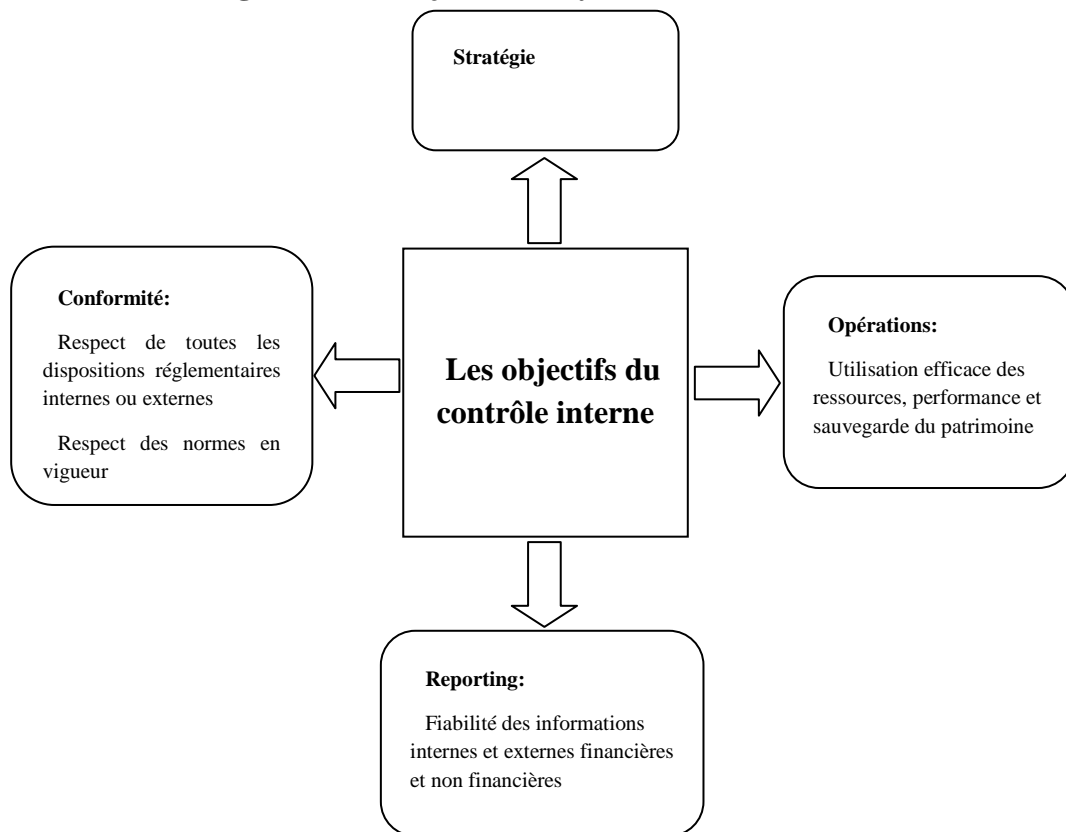 Stratégie
Conformité:
Respect de toutes les
dispositions réglementaires
internes ou externes
Respect des normes en
vigueur
Les objectifs du
contrôle interne
Opérations:
Utilisation efficace des
ressources, performance et
sauvegarde du patrimoine
Reporting:
Fiabilité des informations
internes et externes financières
et non financières